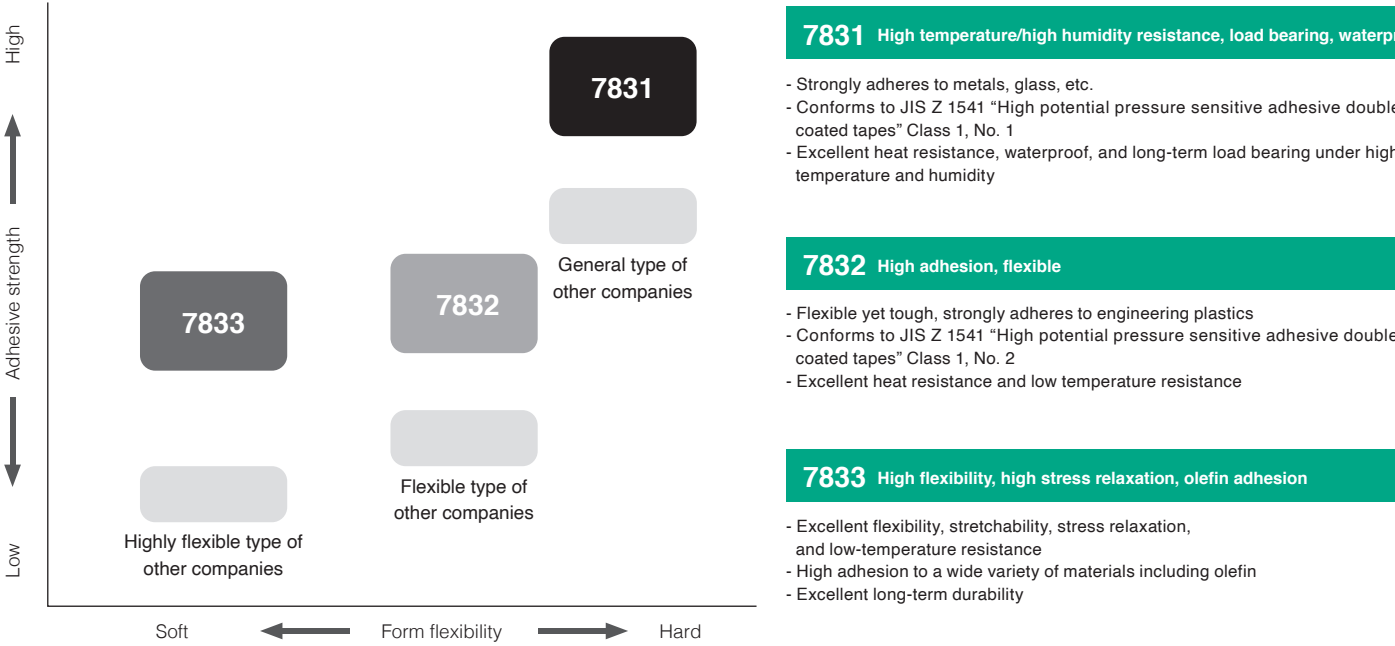 High
Adhesive strength
Low
7831
General type of
other companies
7833
7832
Flexible type of
other companies
Highly flexible type of
other companies
Soft
Form flexibility
Hard
7831 High temperature/high humidity resistance, load bearing, waterpr
- Strongly adheres to metals, glass, etc.
- Conforms to JIS Z 1541 “High potential pressure sensitive adhesive double
coated tapes” Class 1, No. 1
- Excellent heat resistance, waterproof, and long-term load bearing under high
temperature and humidity
7832 High adhesion, flexible
- Flexible yet tough, strongly adheres to engineering plastics
- Conforms to JIS Z 1541 “High potential pressure sensitive adhesive double
coated tapes” Class 1, No. 2
- Excellent heat resistance and low temperature resistance
7833 High flexibility, high stress relaxation, olefin adhesion
- Excellent flexibility, stretchability, stress relaxation,
and low-temperature resistance
- High adhesion to a wide variety of materials including olefin
- Excellent long-term durability